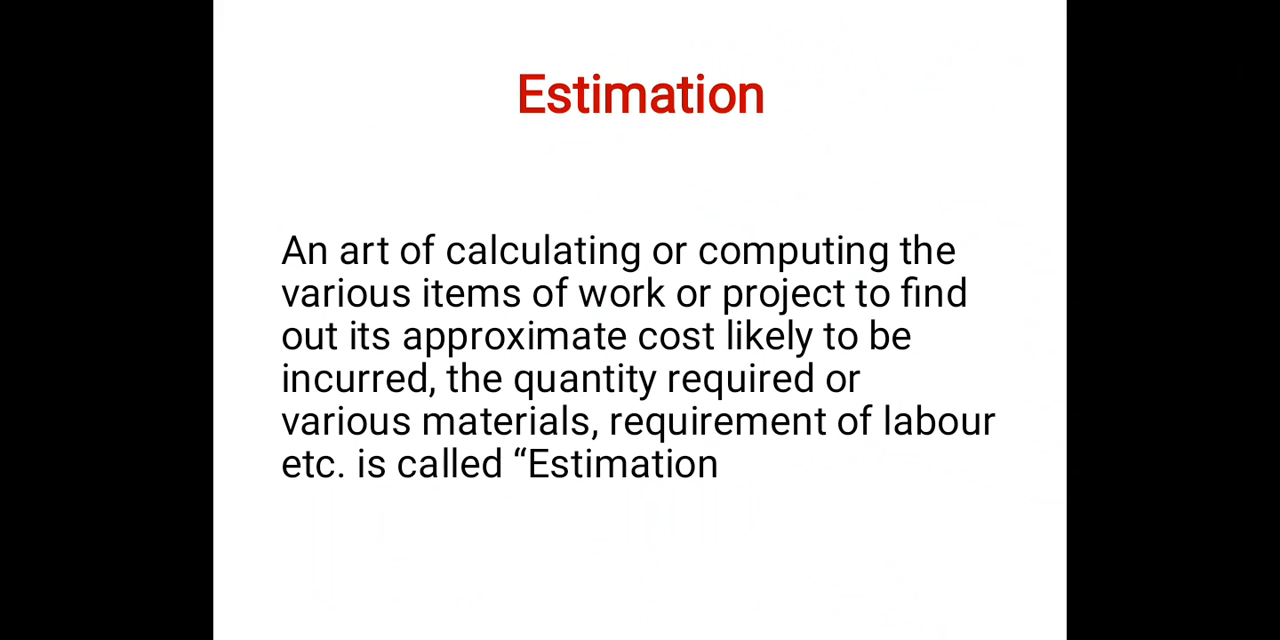 Estimation
An art of calculating or computing the
various items of work or project to find
out its approximate cost likely to be
incurred, the quantity required or
various materials, requirement of labour
etc. is called “Estimation